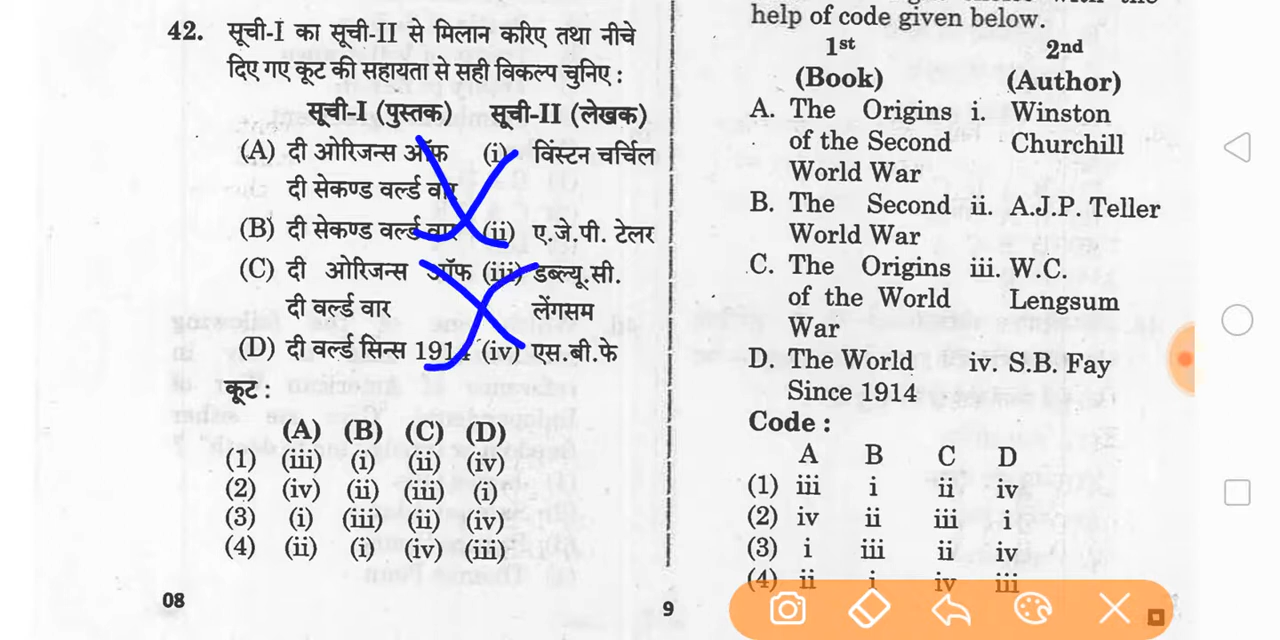 42. सूची-I का सूची-II से मिलान करिए तथा नीचे
दिए गए कूट की सहायता से सही विकल्प चुनिए :
सूची-I (पुस्तक) सूची-II (लेखक)
(A) दी ओरिजन्स ऑफ (i) विस्टन चर्चिल
दी सेकण्ड वर्ल्ड वार
(B) दी सेकण्ड वर्ल्ड वार (ii) ए.जे.पी. टेलर
(C) दी ओरिजन्स ऑफ (iii) डब्ल्यू.सी.
दी वर्ल्ड वार लेंगसम
(D) दी वर्ल्ड सिन्स 1914 (iv) एस.बी.फे
कूट :
(A) (B) (C) (D)
(1) (iii) (i) (ii) (iv)
(2) (iv) (ii) (iii) (i)
(3) (i) (iii) (ii) (iv)
(4) (ii) (i) (iv) (iii)
08
9
help of code given below.
1st 2nd
(Book) (Author)
A. The Origins i. Winston
of the Second Churchill
World War
B. The Second ii. A.J.P. Teller
World War
C. The Origins iii. W.C.
of the World Lengsum
War
D. The World iv. S.B. Fay
Since 1914
Code :
A B C D
(1) iii i ii iv
(2) iv ii iii i
(3) i iii ii iv
(4) ii i iv iii